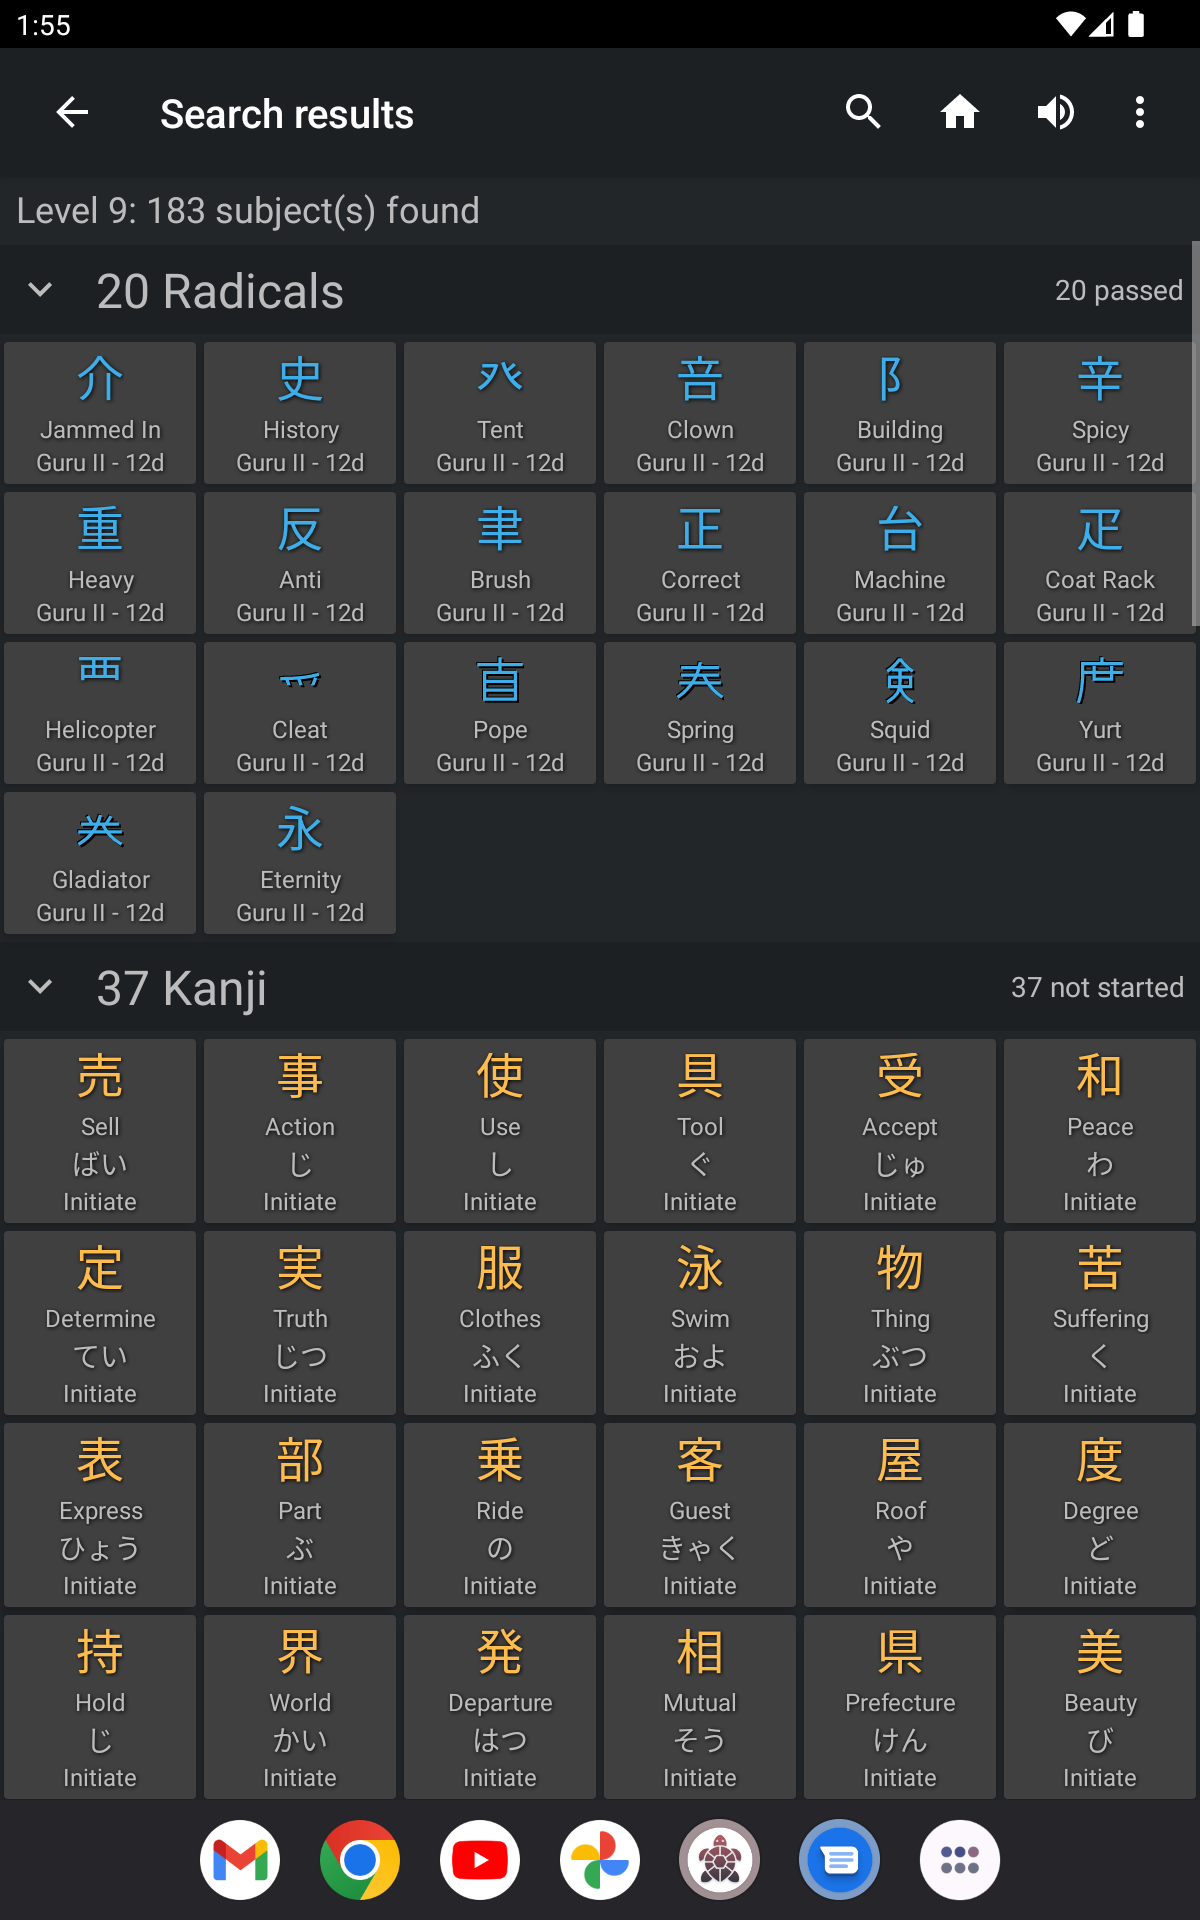 1:55
Search results
Level 9: 183 subject(s) found
20 Radicals 20 passed
介 史 癶 音 阝 辛
Jammed In History Tent Clown Building Spicy
Guru II - 12d Guru II - 12d Guru II - 12d Guru II - 12d Guru II - 12d Guru II - 12d
重 反 聿 正 台 疋
Heavy Anti Brush Correct Machine Coat Rack
Guru II - 12d Guru II - 12d Guru II - 12d Guru II - 12d Guru II - 12d Guru II - 12d
覀
Helicopter Cleat Pope Spring Squid Yurt
Guru II - 12d Guru II - 12d Guru II - 12d Guru II - 12d Guru II - 12d Guru II - 12d
永
Gladiator Eternity
Guru II - 12d Guru II - 12d
37 Kanji 37 not started
売 事 使 具 受 和
Sell Action Use Tool Accept Peace
ばい じ し ぐ じゅ わ
Initiate Initiate Initiate Initiate Initiate Initiate
定 実 服 泳 物 苦
Determine Truth Clothes Swim Thing Suffering
てい じつ ふく およ ぶつ く
Initiate Initiate Initiate Initiate Initiate Initiate
表 部 乗 客 屋 度
Express Part Ride Guest Roof Degree
ひょう ぶ の きゃく や ど
Initiate Initiate Initiate Initiate Initiate Initiate
持 界 発 相 県 美
Hold World Departure Mutual Prefecture Beauty
じ かい はつ そう けん び
Initiate Initiate Initiate Initiate Initiate Initiate